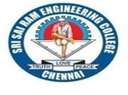 SRI SAI RAM ENGINEERING COLLEGE
LOVE
TRUTH PEACE
CHENNAI